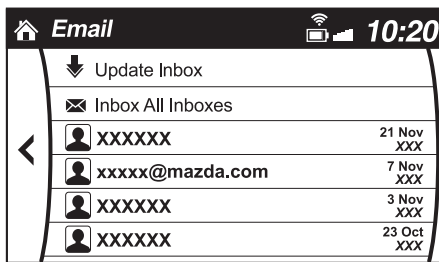 Email 10:20
Update Inbox
Inbox All Inboxes
XXXXXX 21 Nov
XXX
xxxxx@mazda.com 7 Nov
XXX
XXXXXX 3 Nov
XXX
XXXXXX 23 Oct
XXX